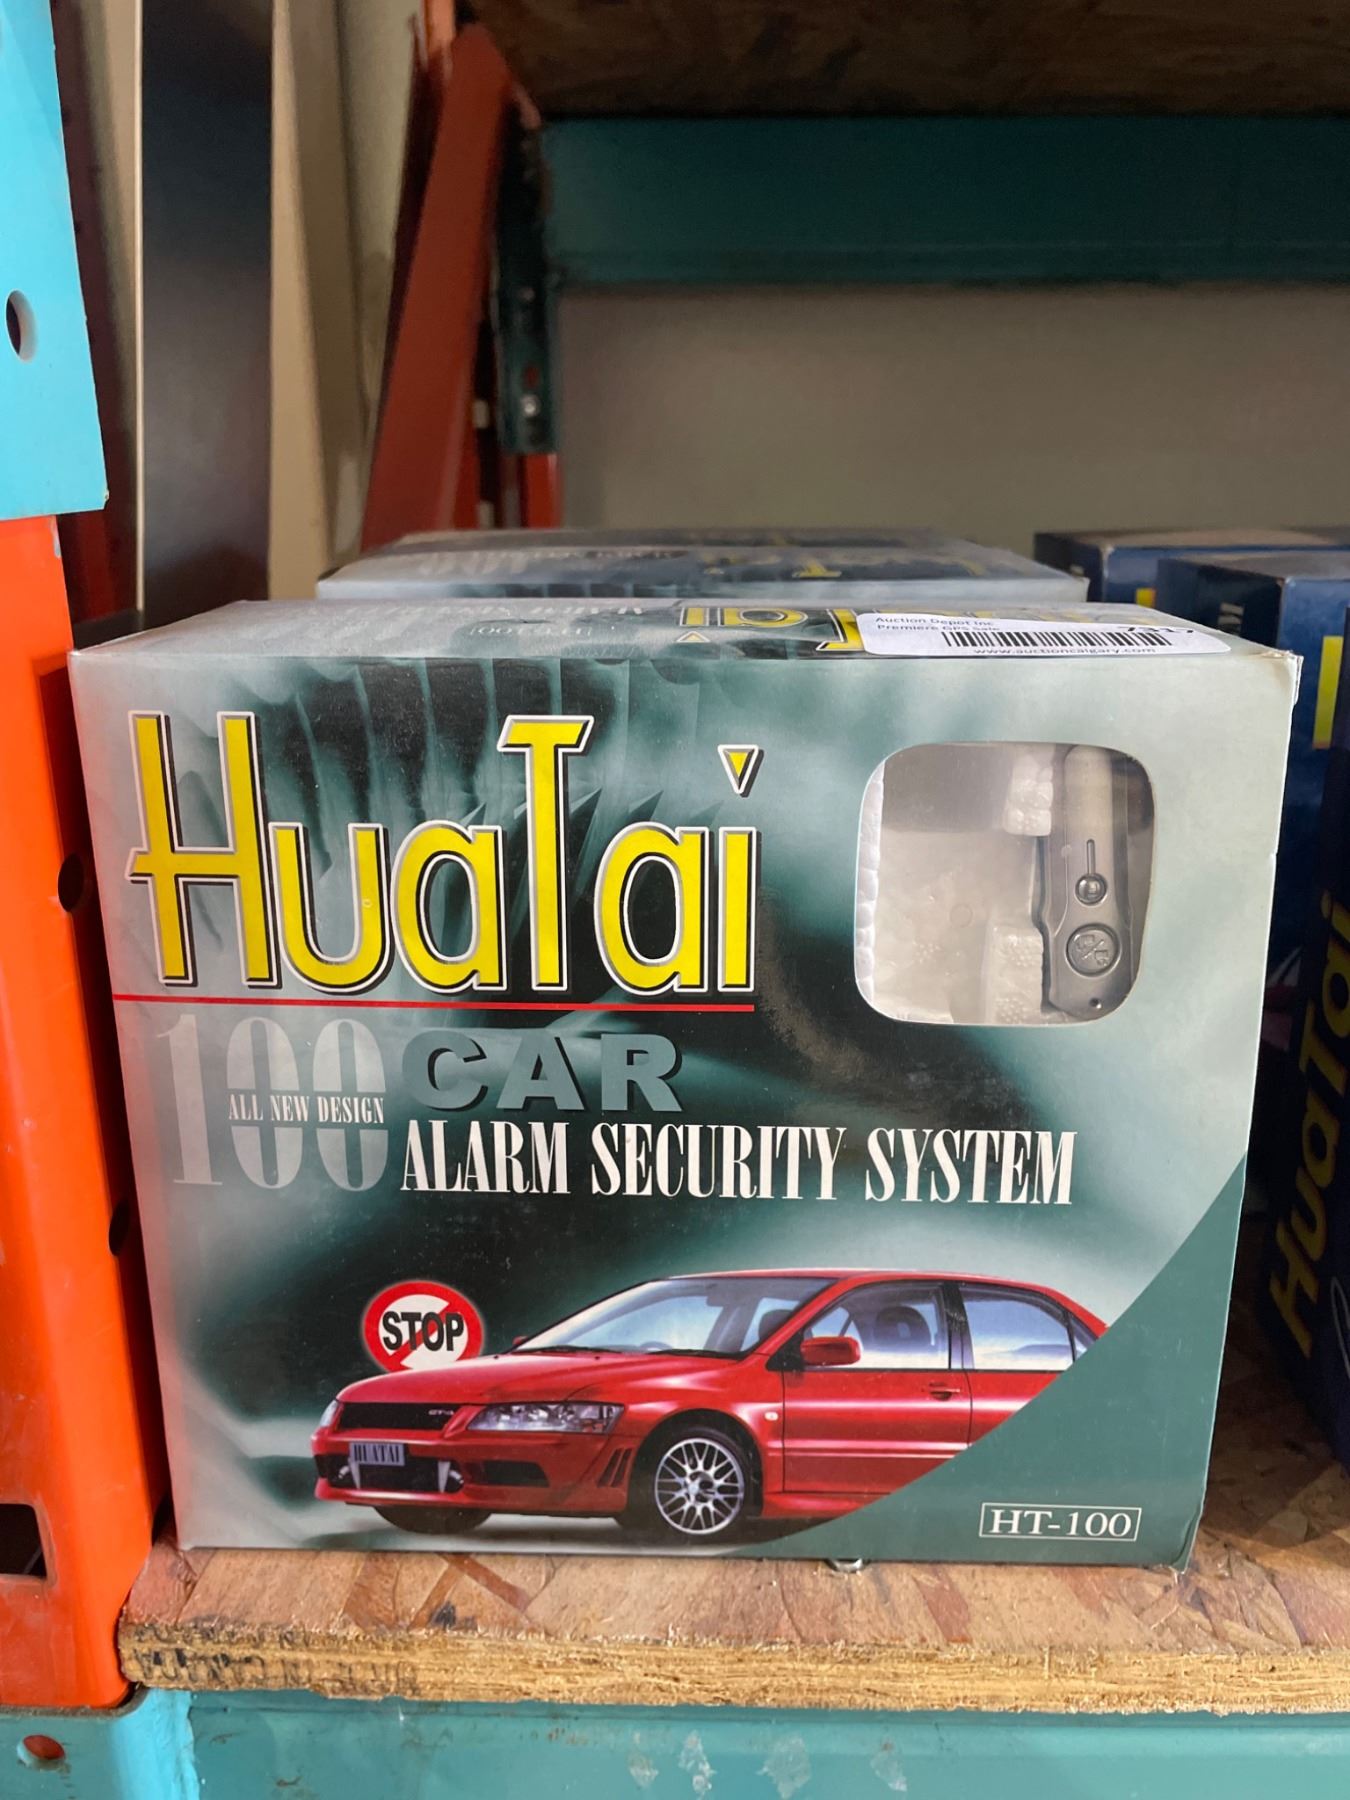 Auction Depot Inc
Premiere GPS Sale
7317
www.auctioncalgary.com
HuaTai
100
ALL NEW DESIGN
CAR
ALARM SECURITY SYSTEM
STOP
HUATAI
HT-100
HuaTai